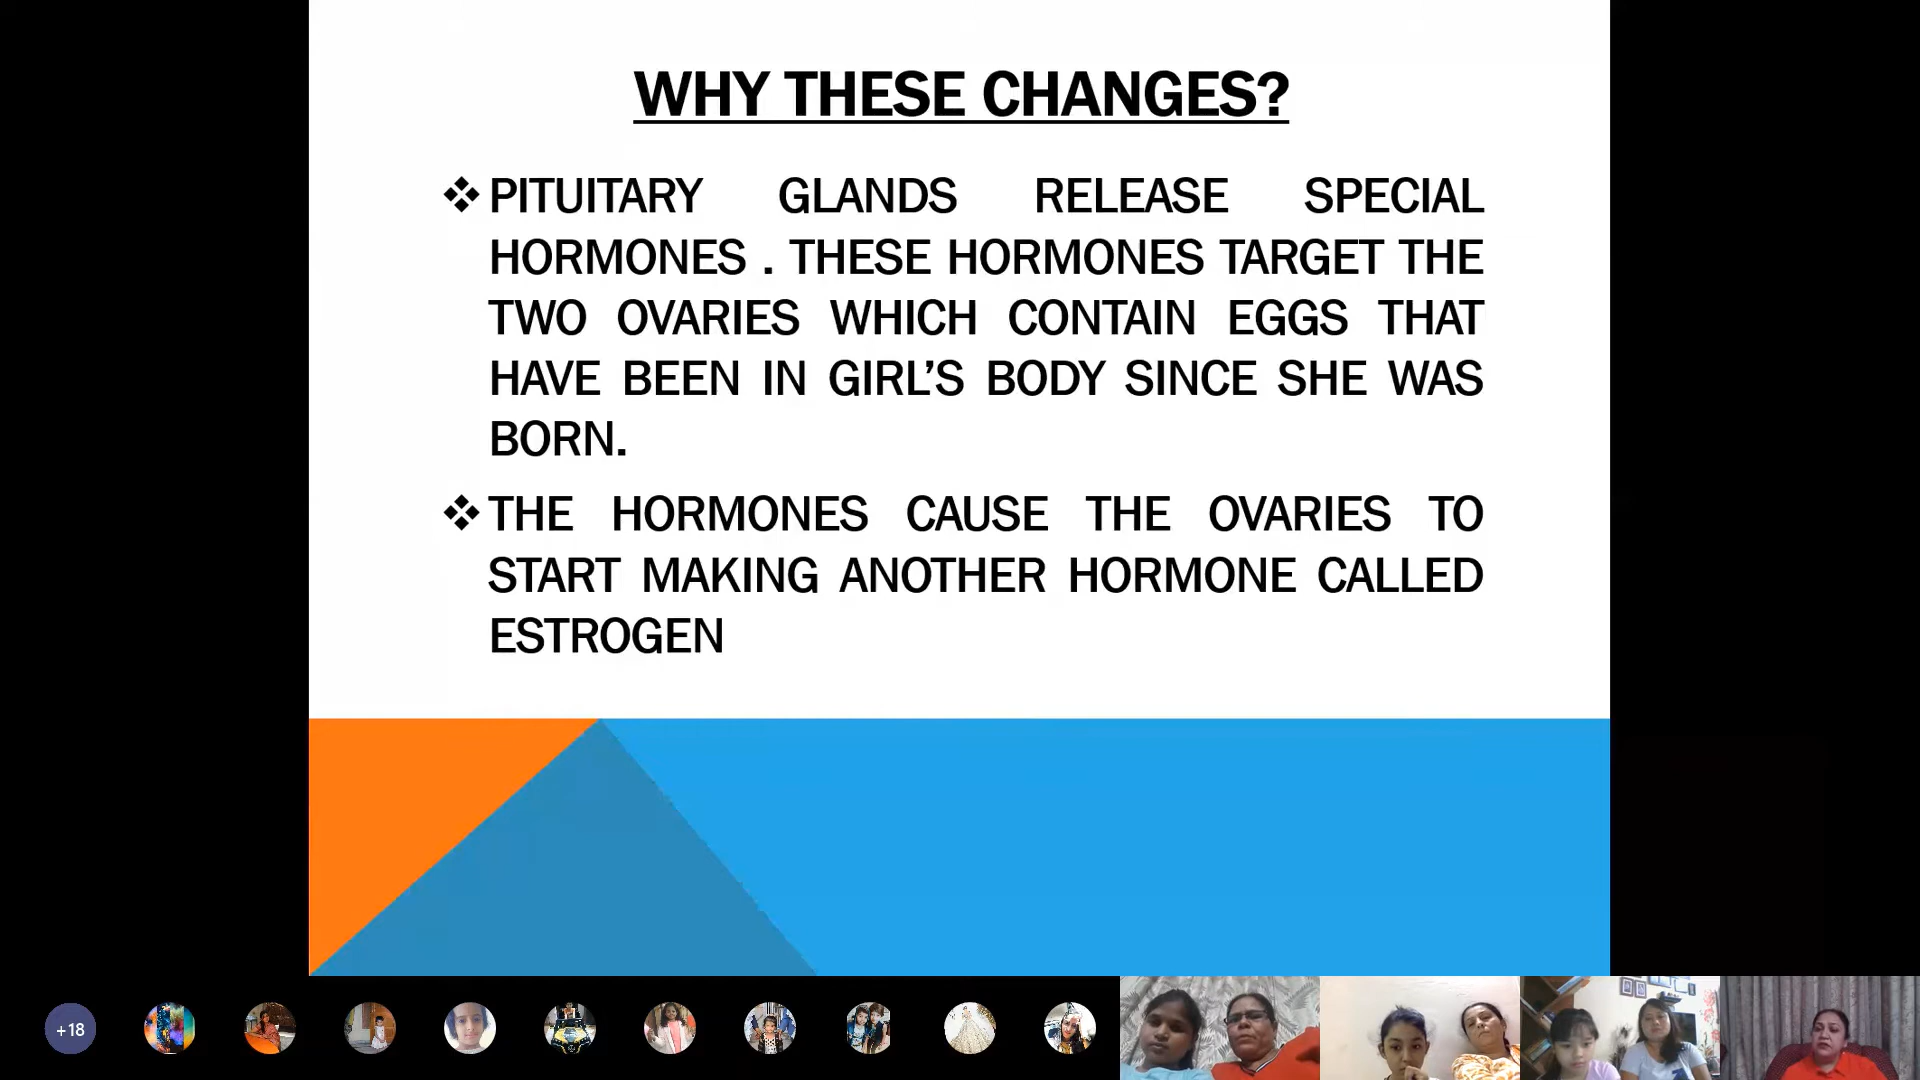 WHY THESE CHANGES?
❖ PITUITARY GLANDS RELEASE SPECIAL
HORMONES . THESE HORMONES TARGET THE
TWO OVARIES WHICH CONTAIN EGGS THAT
HAVE BEEN IN GIRL’S BODY SINCE SHE WAS
BORN.
❖ THE HORMONES CAUSE THE OVARIES TO
START MAKING ANOTHER HORMONE CALLED
ESTROGEN
+18